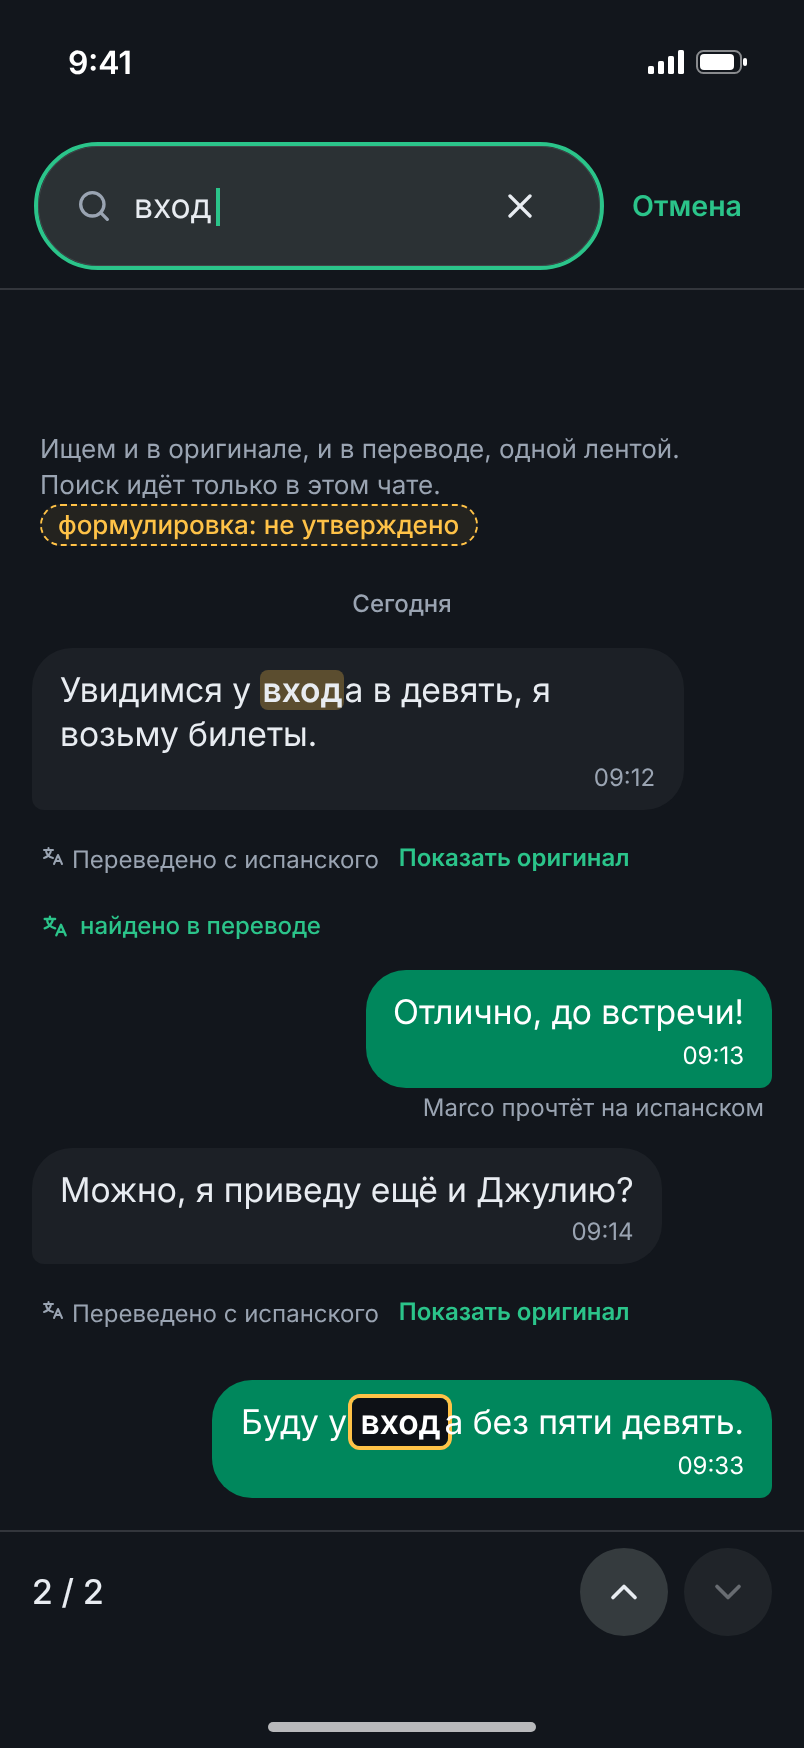 9:41
вход
Отмена
Ищем и в оригинале, и в переводе, одной лентой.
Поиск идёт только в этом чате.
формулировка: не утверждено
Сегодня
Увидимся у входа в девять, я
возьму билеты.
09:12
Переведено с испанского Показать оригинал
найдено в переводе
Отлично, до встречи!
09:13
Marco прочтёт на испанском
Можно, я приведу ещё и Джулию?
09:14
Переведено с испанского Показать оригинал
Буду у входа без пяти девять.
09:33
2 / 2